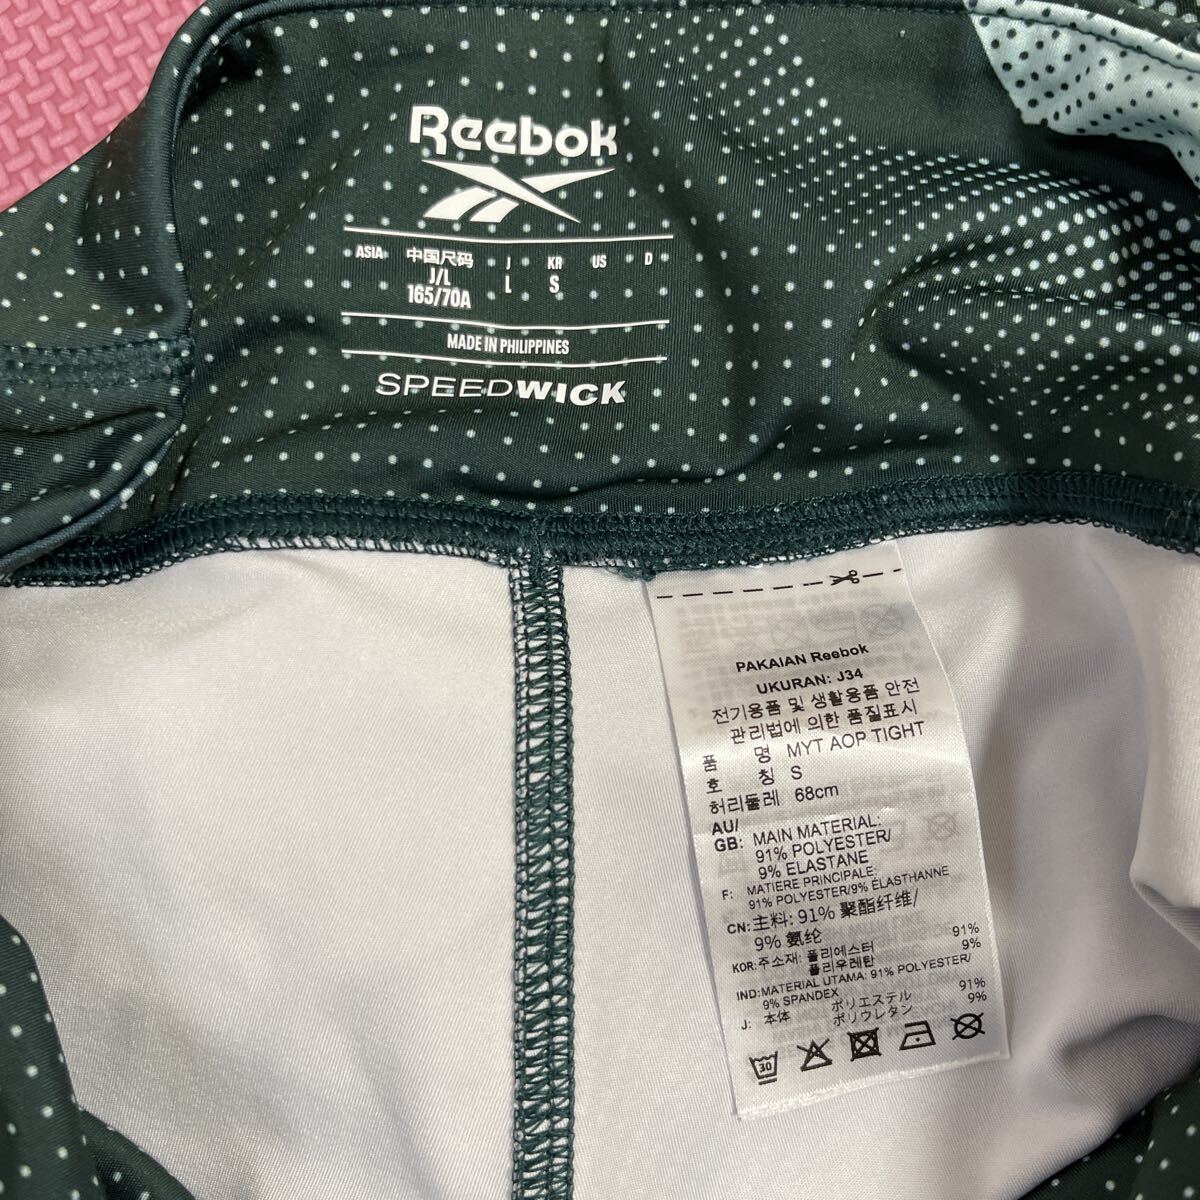 Reebok
ASIA 中国尺码 J KR US D
J/L L S
165/70A
MADE IN PHILIPPINES
SPEEDWICK
PAKAIAN Reebok
UKURAN: J34
전기용품 및 생활용품 안전
관리법에 의한 품질표시
품 명 MYT AOP TIGHT
호 칭 S
허리둘레 68cm
AU/
GB: MAIN MATERIAL:
91% POLYESTER/
9% ELASTANE
F: MATIERE PRINCIPALE:
91% POLYESTER/9% ÉLASTHANNE
CN: 主料: 91% 聚酯纤维/
9% 氨纶
KOR: 주소재: 폴리에스터 91%
폴리우레탄 9%
IND: MATERIAL UTAMA: 91% POLYESTER/
9% SPANDEX
J: 本体 ポリエステル 91%
ポリウレタン 9%
30